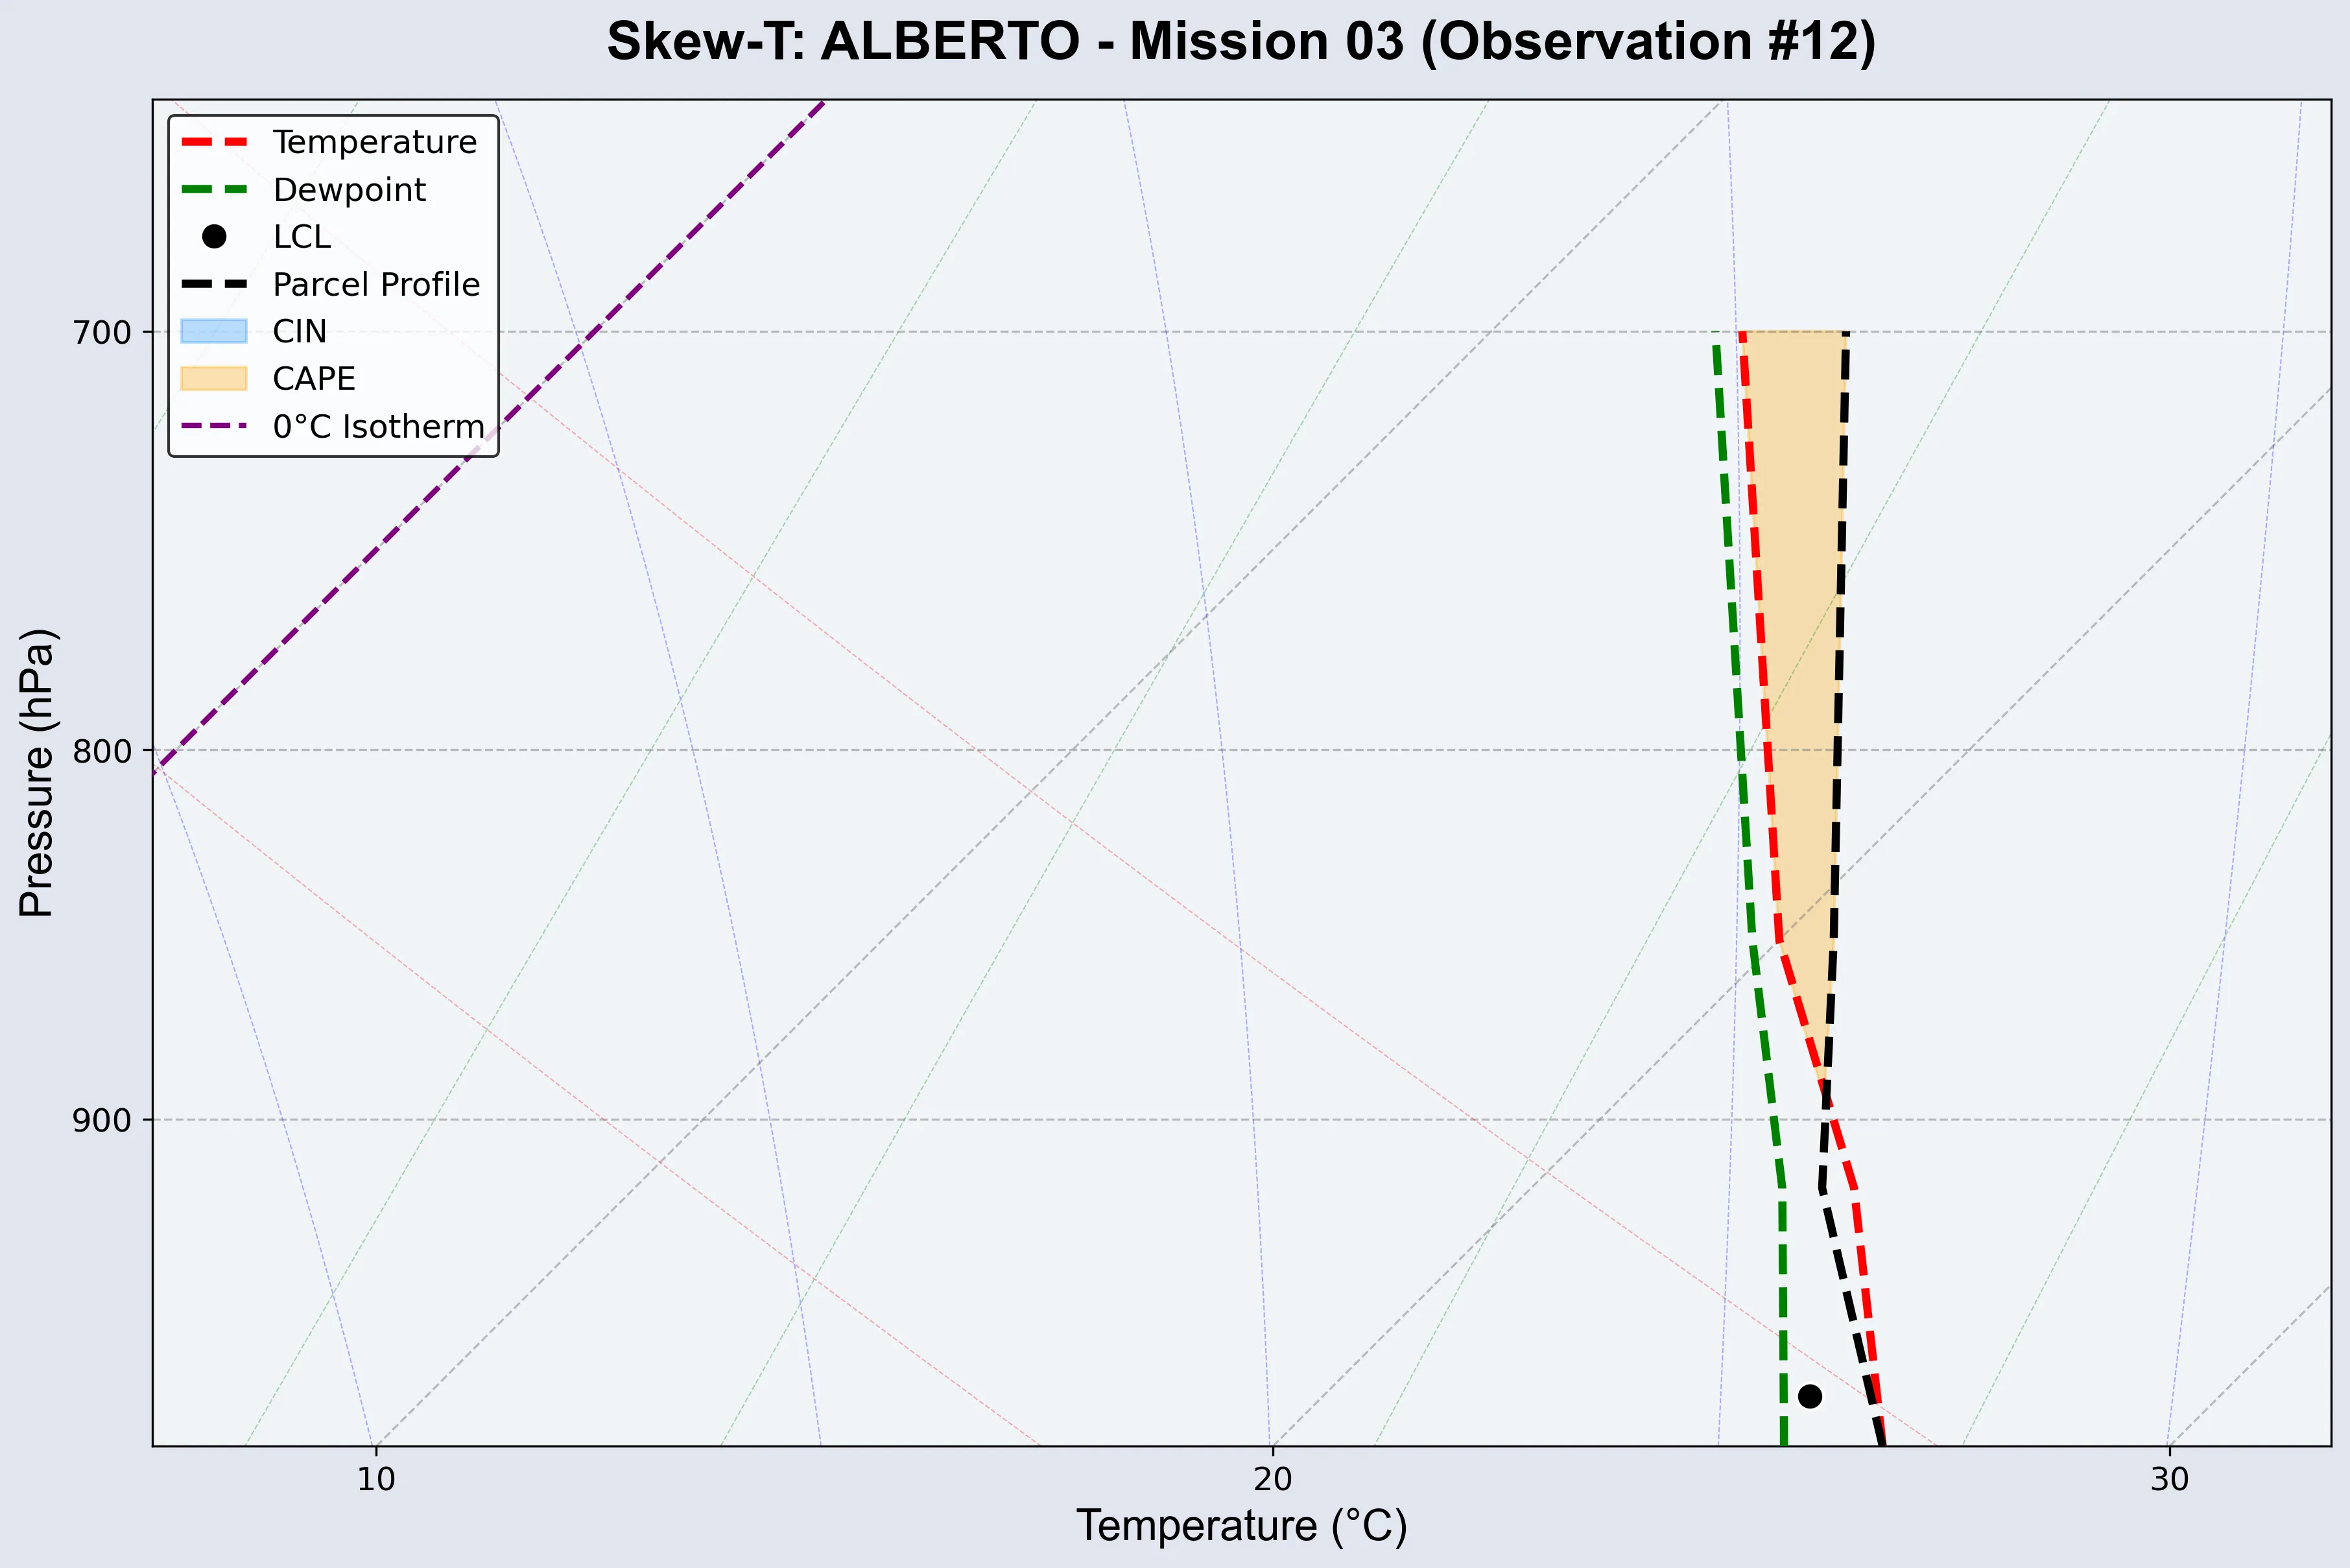 Skew-T: ALBERTO - Mission 03 (Observation #12)
Temperature
Dewpoint
LCL
Parcel Profile
CIN
CAPE
0°C Isotherm
700
800
900
Pressure (hPa)
10
20
30
Temperature (°C)